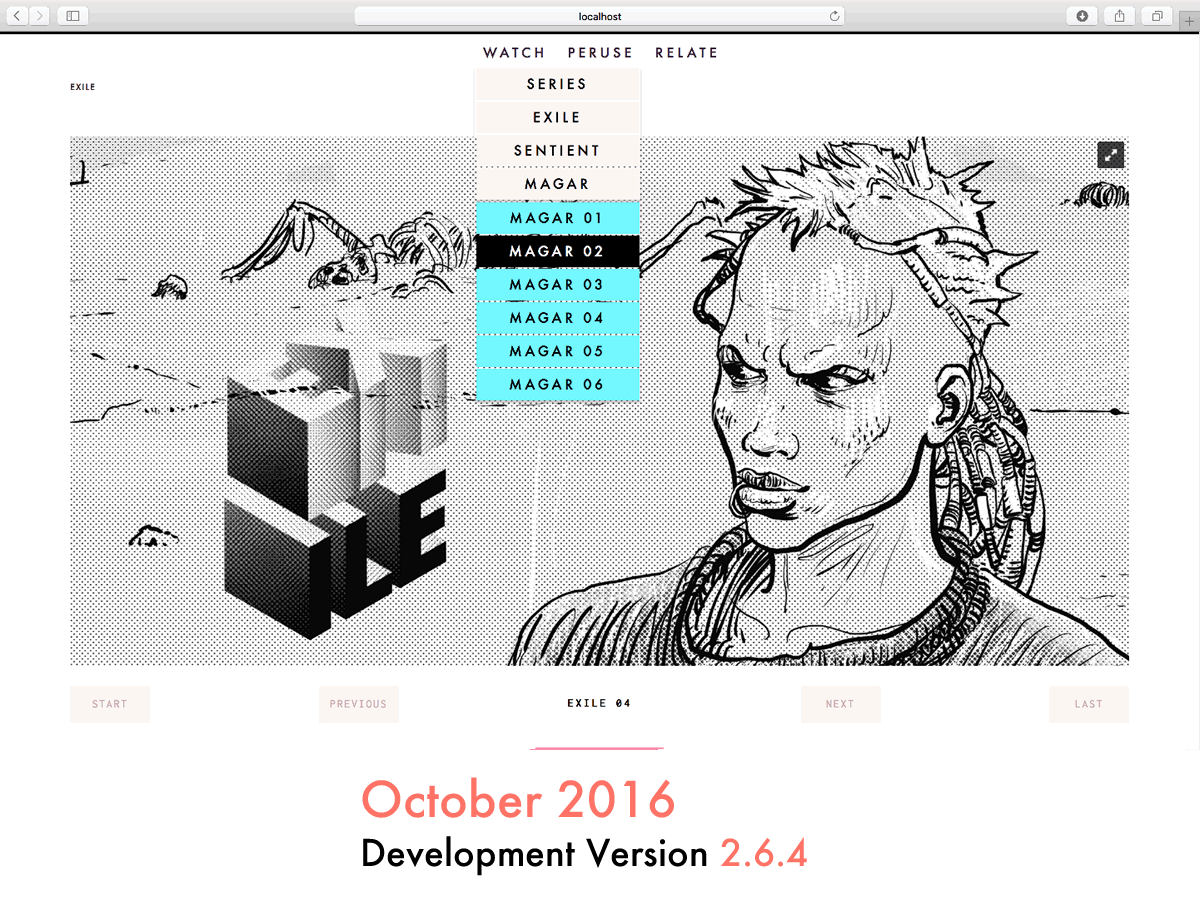 localhost
WATCH PERUSE RELATE
SERIES
EXILE
EXILE
SENTIENT
MAGAR
MAGAR 01
MAGAR 02
MAGAR 03
MAGAR 04
MAGAR 05
MAGAR 06
START PREVIOUS EXILE 04 NEXT LAST
October 2016
Development Version 2.6.4